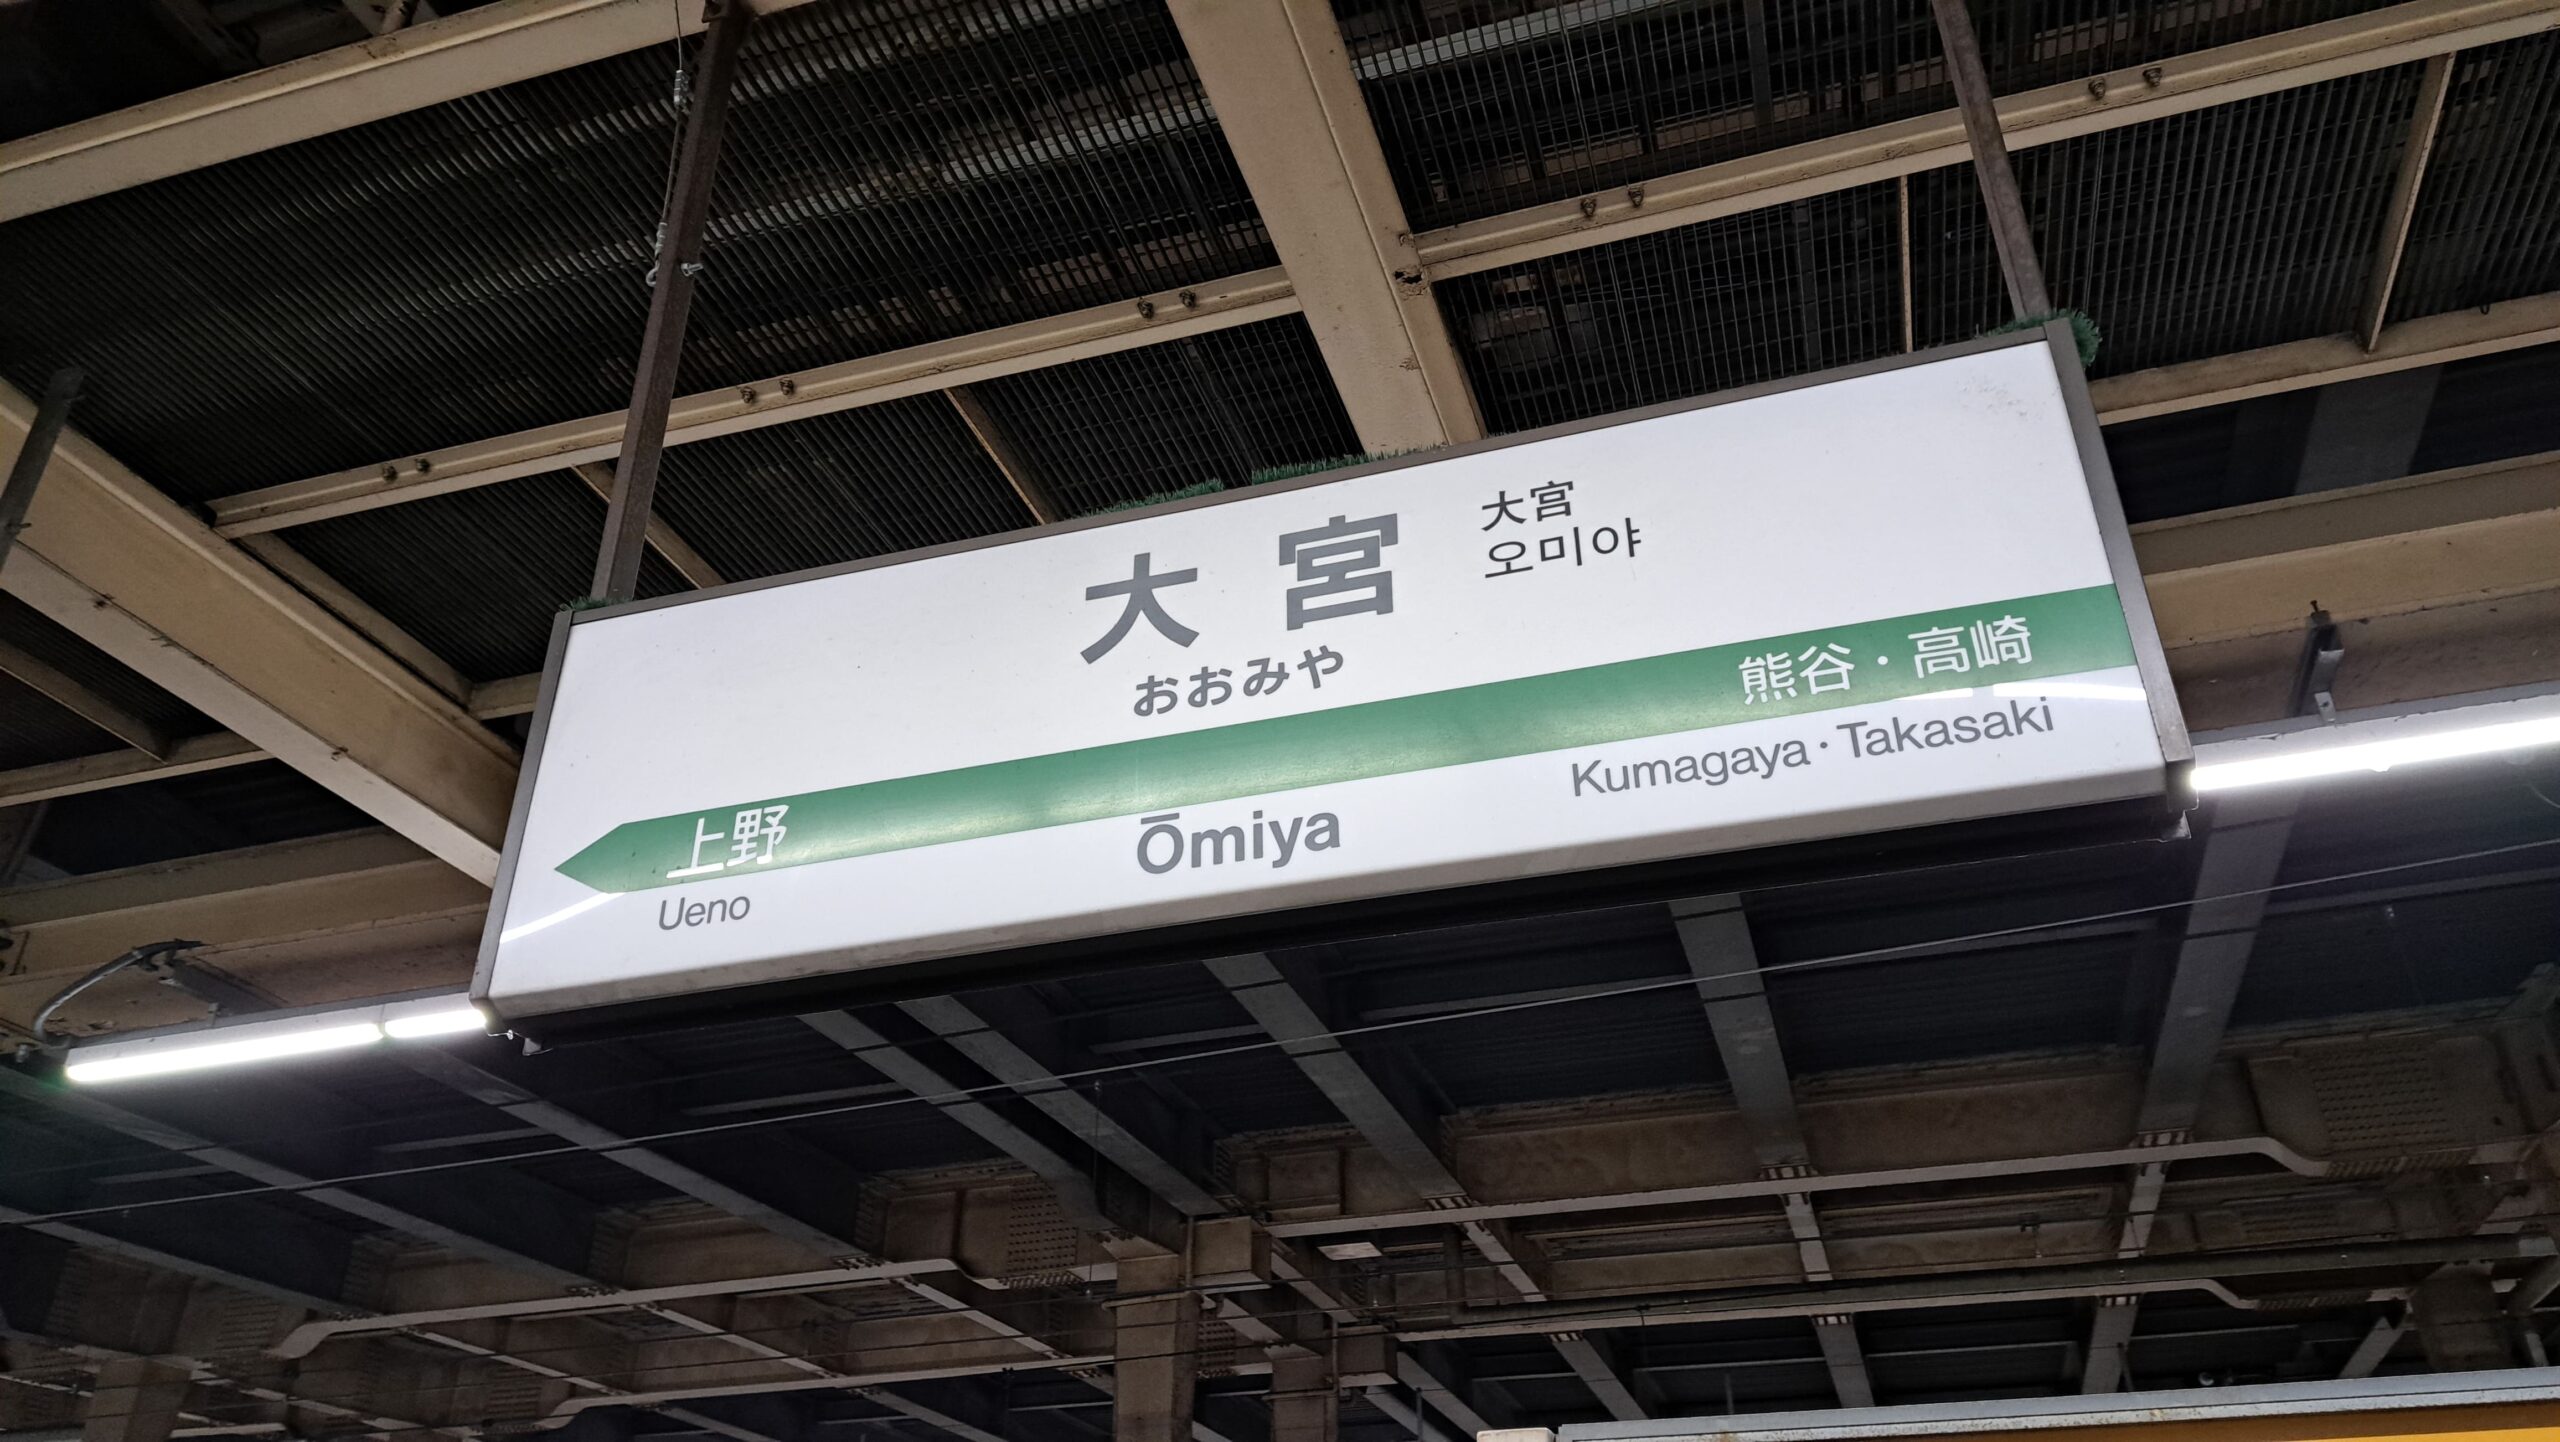 大宮
大宮
오미야
おおみや
熊谷・高崎
Kumagaya・Takasaki
上野
Ueno
Ōmiya